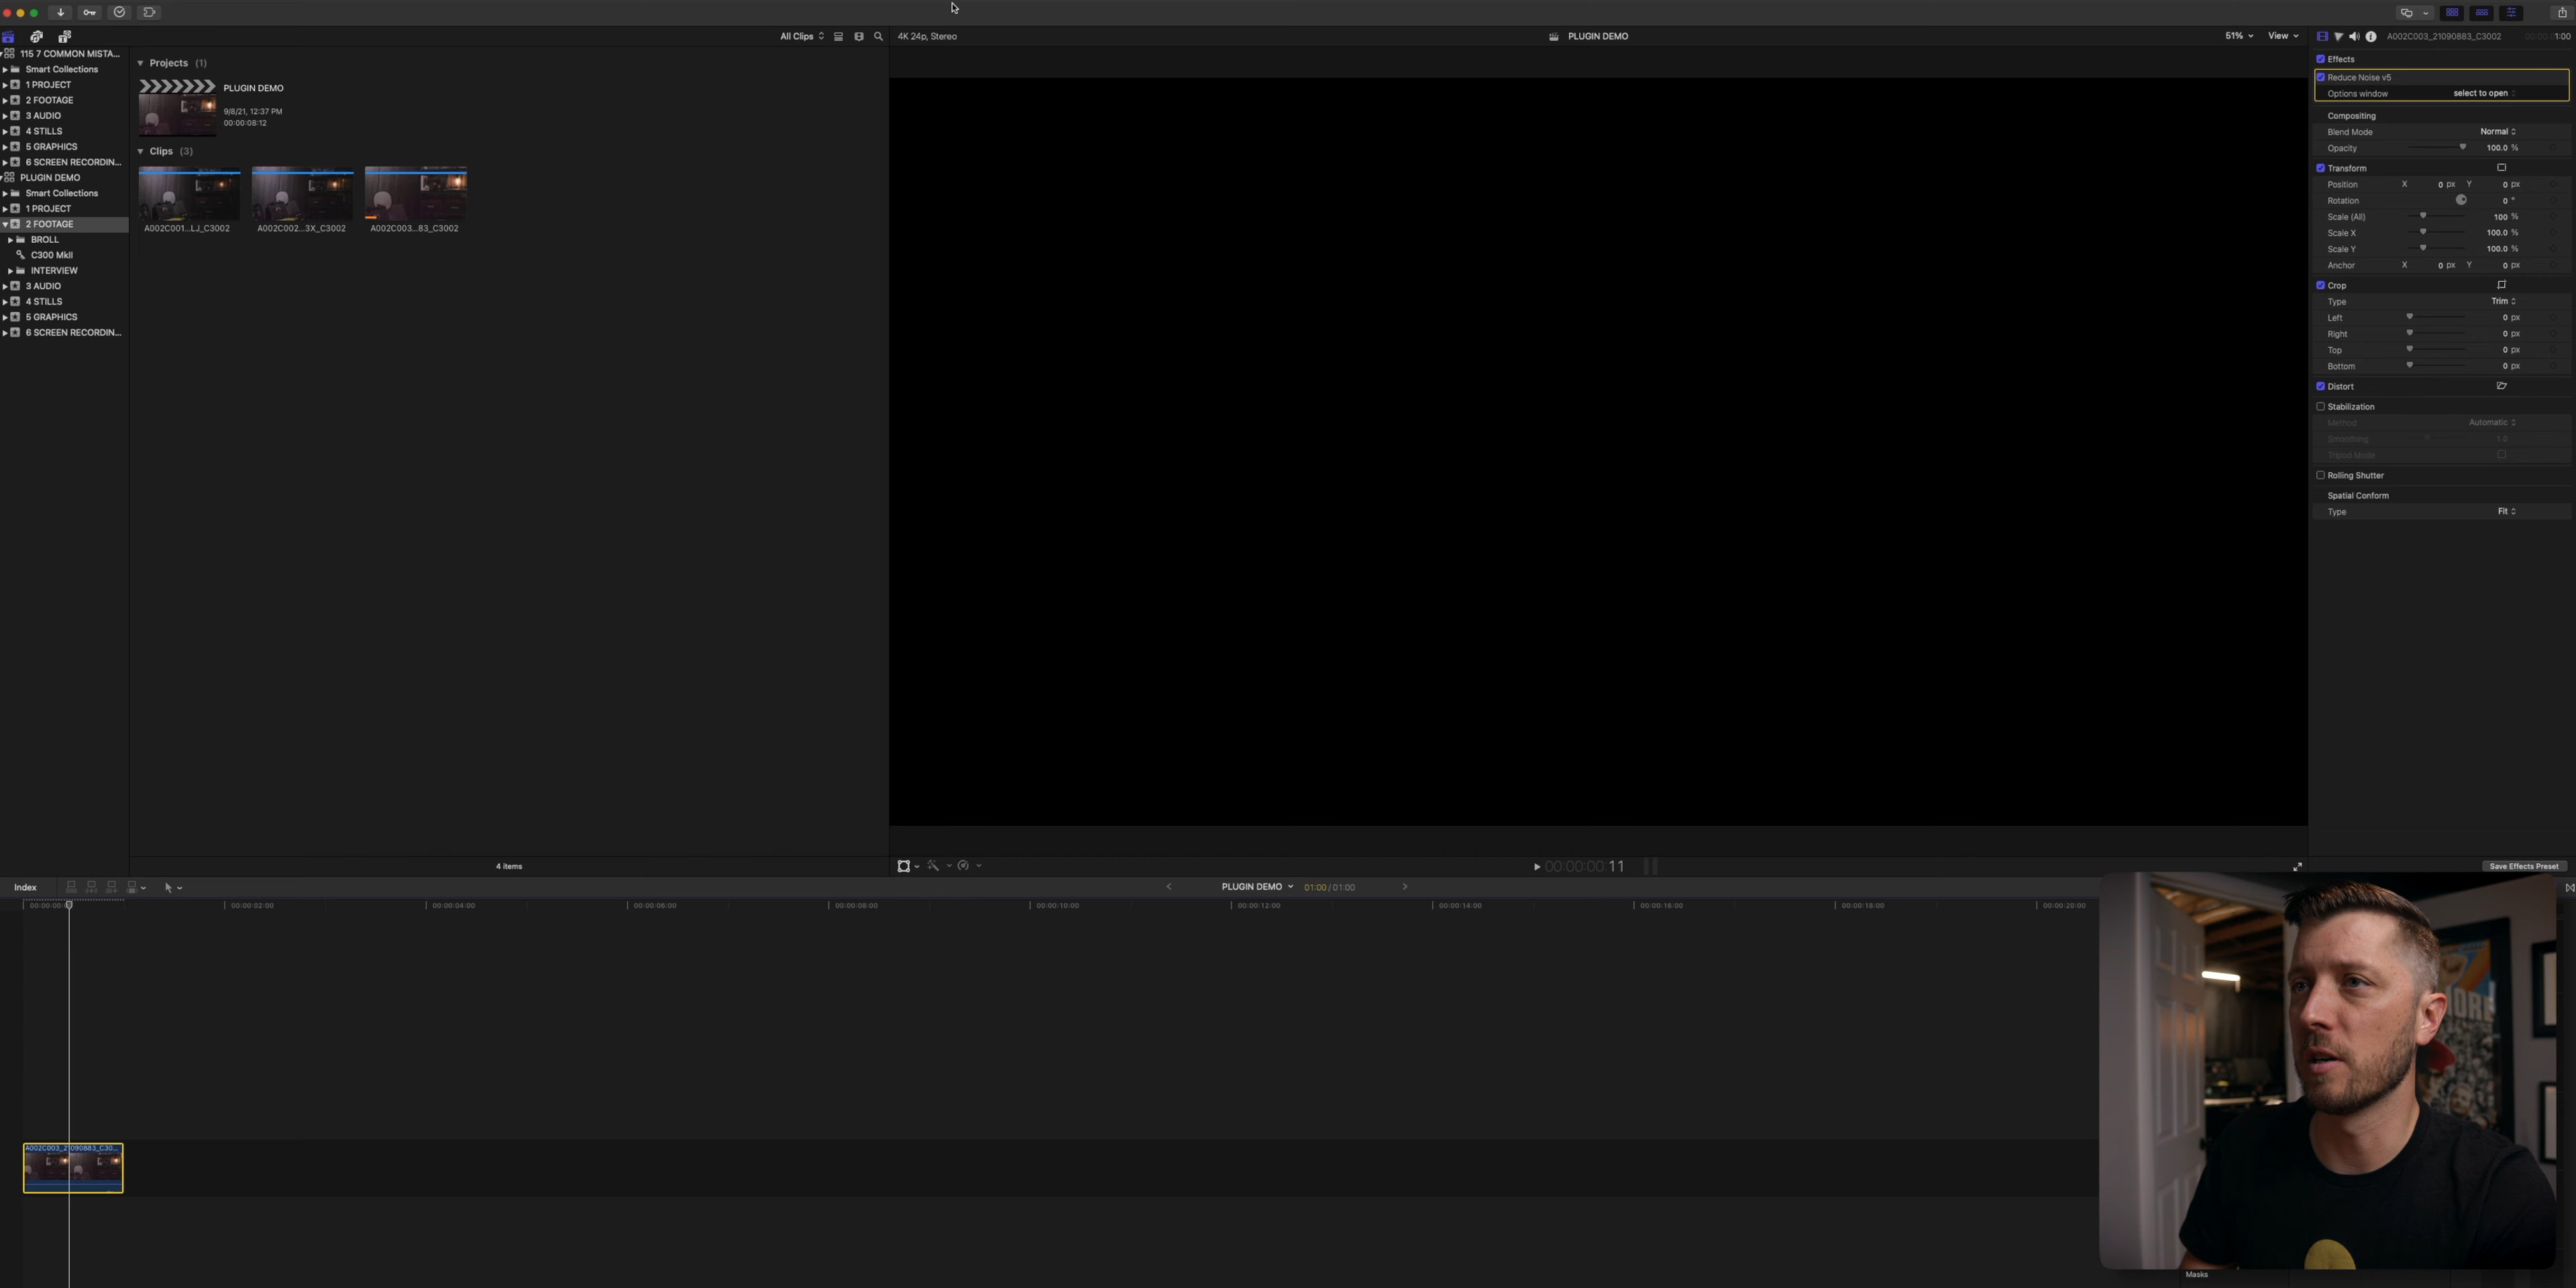 All Clips
4K 24p, Stereo
PLUGIN DEMO
51%
View
A002C003_21090883_C3002
1:00
115 7 COMMON MISTA...
Smart Collections
1 PROJECT
2 FOOTAGE
3 AUDIO
4 STILLS
5 GRAPHICS
6 SCREEN RECORDIN...
PLUGIN DEMO
Smart Collections
1 PROJECT
2 FOOTAGE
BROLL
C300 MkII
INTERVIEW
3 AUDIO
4 STILLS
5 GRAPHICS
6 SCREEN RECORDIN...
Projects (1)
PLUGIN DEMO
9/8/21, 12:37 PM
00:00:08:12
Clips (3)
A002C001...LJ_C3002
A002C002...3X_C3002
A002C003...83_C3002
4 items
Effects
Reduce Noise v5
Options window select to open
Compositing
Blend Mode Normal
Opacity 100.0 %
Transform
Position X 0 px Y 0 px
Rotation 0 °
Scale (All) 100 %
Scale X 100.0 %
Scale Y 100.0 %
Anchor X 0 px Y 0 px
Crop
Type Trim
Left 0 px
Right 0 px
Top 0 px
Bottom 0 px
Distort
Stabilization
Method Automatic
Smoothing 1.0
Tripod Mode
Rolling Shutter
Spatial Conform
Type Fit
00:00:00:11
Save Effects Preset
Index
PLUGIN DEMO
01:00 / 01:00
00:00:02:00
00:00:04:00
00:00:06:00
00:00:08:00
00:00:10:00
00:00:12:00
00:00:14:00
00:00:16:00
00:00:18:00
00:00:20:00
A002C003_21090883_C30...
Masks